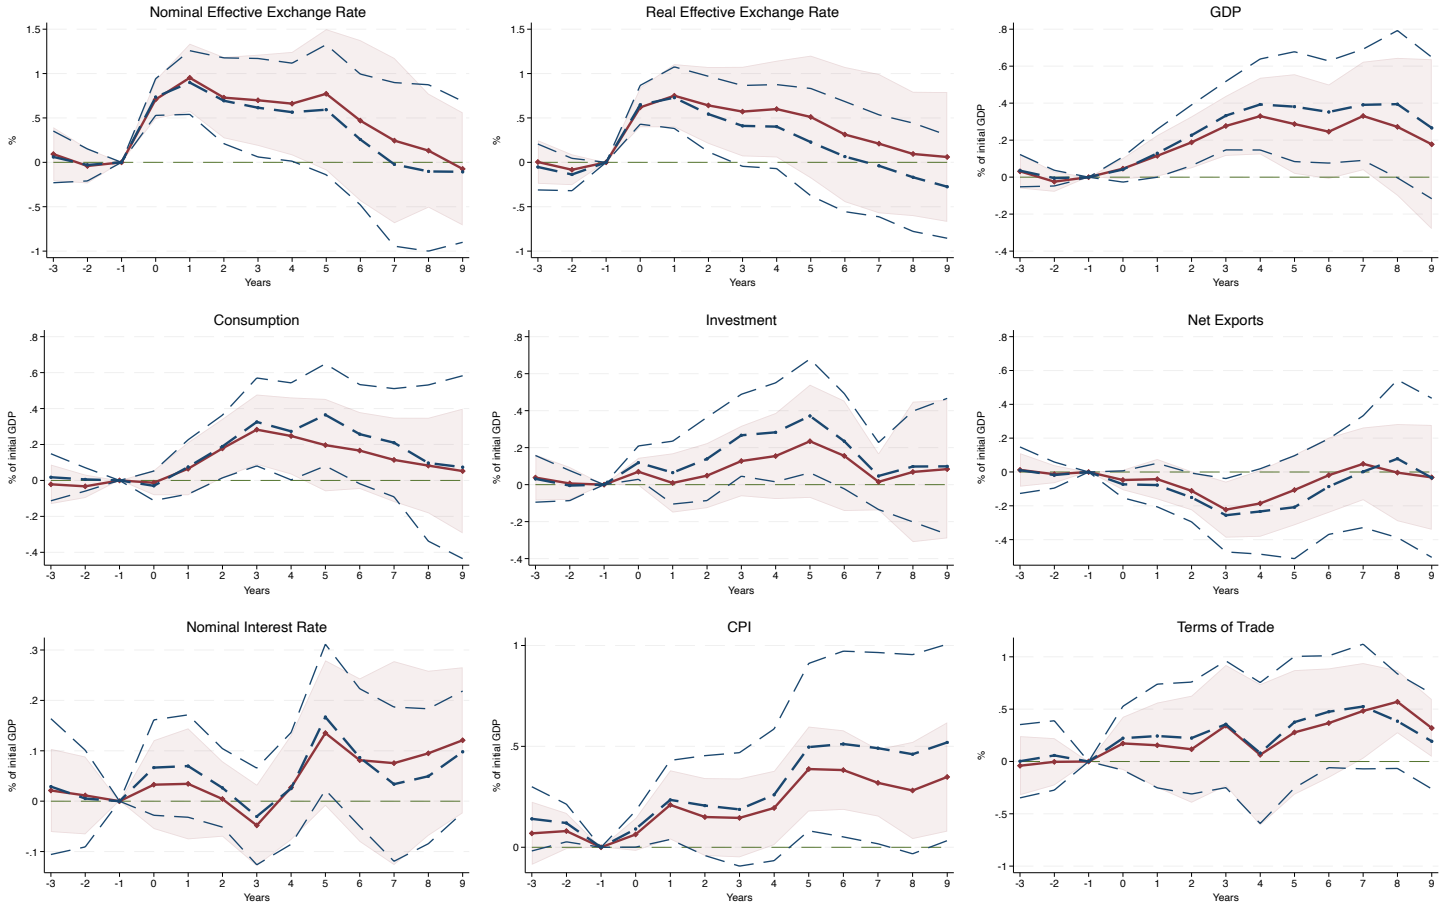 Nominal Effective Exchange Rate
1.5
1
.5
0
-.5
-1
%
-3 -2 -1 0 1 2 3 4 5 6 7 8 9
Years
Real Effective Exchange Rate
1.5
1
.5
0
-.5
-1
%
-3 -2 -1 0 1 2 3 4 5 6 7 8 9
Years
GDP
.8
.6
.4
.2
0
-.2
-.4
% of initial GDP
-3 -2 -1 0 1 2 3 4 5 6 7 8 9
Years
Consumption
.8
.6
.4
.2
0
-.2
-.4
% of initial GDP
-3 -2 -1 0 1 2 3 4 5 6 7 8 9
Years
Investment
.8
.6
.4
.2
0
-.2
-.4
% of initial GDP
-3 -2 -1 0 1 2 3 4 5 6 7 8 9
Years
Net Exports
.8
.6
.4
.2
0
-.2
-.4
% of initial GDP
-3 -2 -1 0 1 2 3 4 5 6 7 8 9
Years
Nominal Interest Rate
.3
.2
.1
0
-.1
% of initial GDP
-3 -2 -1 0 1 2 3 4 5 6 7 8 9
Years
CPI
1
.5
0
% of initial GDP
-3 -2 -1 0 1 2 3 4 5 6 7 8 9
Years
Terms of Trade
1
.5
0
-.5
-1
%
-3 -2 -1 0 1 2 3 4 5 6 7 8 9
Years